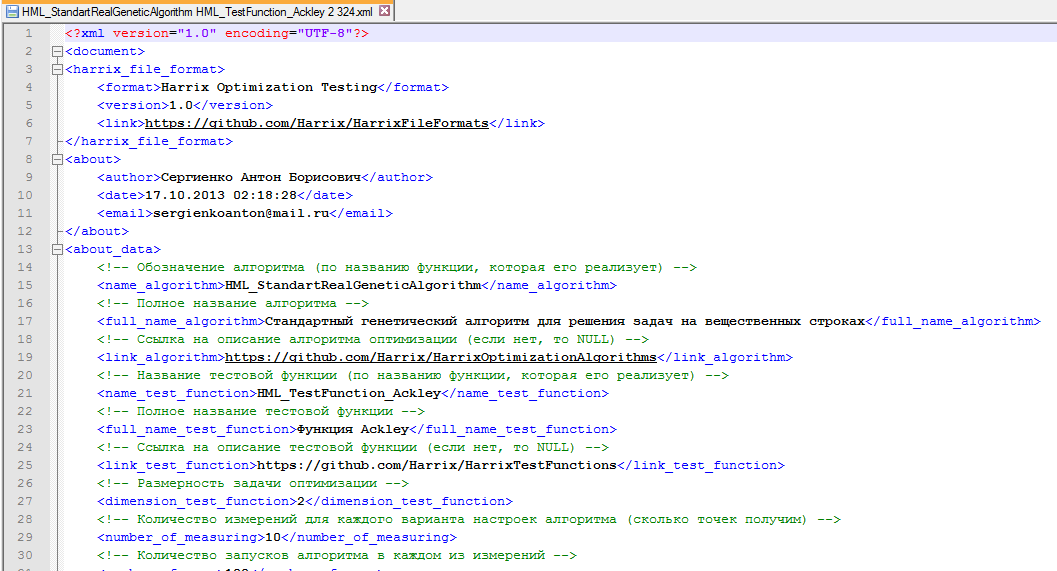 HML_StandartRealGeneticAlgorithm HML_TestFunction_Ackley 2 324.xml
1 <?xml version="1.0" encoding="UTF-8"?>
2 <document>
3 <harrix_file_format>
4 <format>Harrix Optimization Testing</format>
5 <version>1.0</version>
6 <link>https://github.com/Harrix/HarrixFileFormats</link>
7 </harrix_file_format>
8 <about>
9 <author>Сергиенко Антон Борисович</author>
10 <date>17.10.2013 02:18:28</date>
11 <email>sergienkoanton@mail.ru</email>
12 </about>
13 <about_data>
14 <!-- Обозначение алгоритма (по названию функции, которая его реализует) -->
15 <name_algorithm>HML_StandartRealGeneticAlgorithm</name_algorithm>
16 <!-- Полное название алгоритма -->
17 <full_name_algorithm>Стандартный генетический алгоритм для решения задач на вещественных строках</full_name_algorithm>
18 <!-- Ссылка на описание алгоритма оптимизации (если нет, то NULL) -->
19 <link_algorithm>https://github.com/Harrix/HarrixOptimizationAlgorithms</link_algorithm>
20 <!-- Название тестовой функции (по названию функции, которая его реализует) -->
21 <name_test_function>HML_TestFunction_Ackley</name_test_function>
22 <!-- Полное название тестовой функции -->
23 <full_name_test_function>Функция Ackley</full_name_test_function>
24 <!-- Ссылка на описание тестовой функции (если нет, то NULL) -->
25 <link_test_function>https://github.com/Harrix/HarrixTestFunctions</link_test_function>
26 <!-- Размерность задачи оптимизации -->
27 <dimension_test_function>2</dimension_test_function>
28 <!-- Количество измерений для каждого варианта настроек алгоритма (сколько точек получим) -->
29 <number_of_measuring>10</number_of_measuring>
30 <!-- Количество запусков алгоритма в каждом из измерений -->